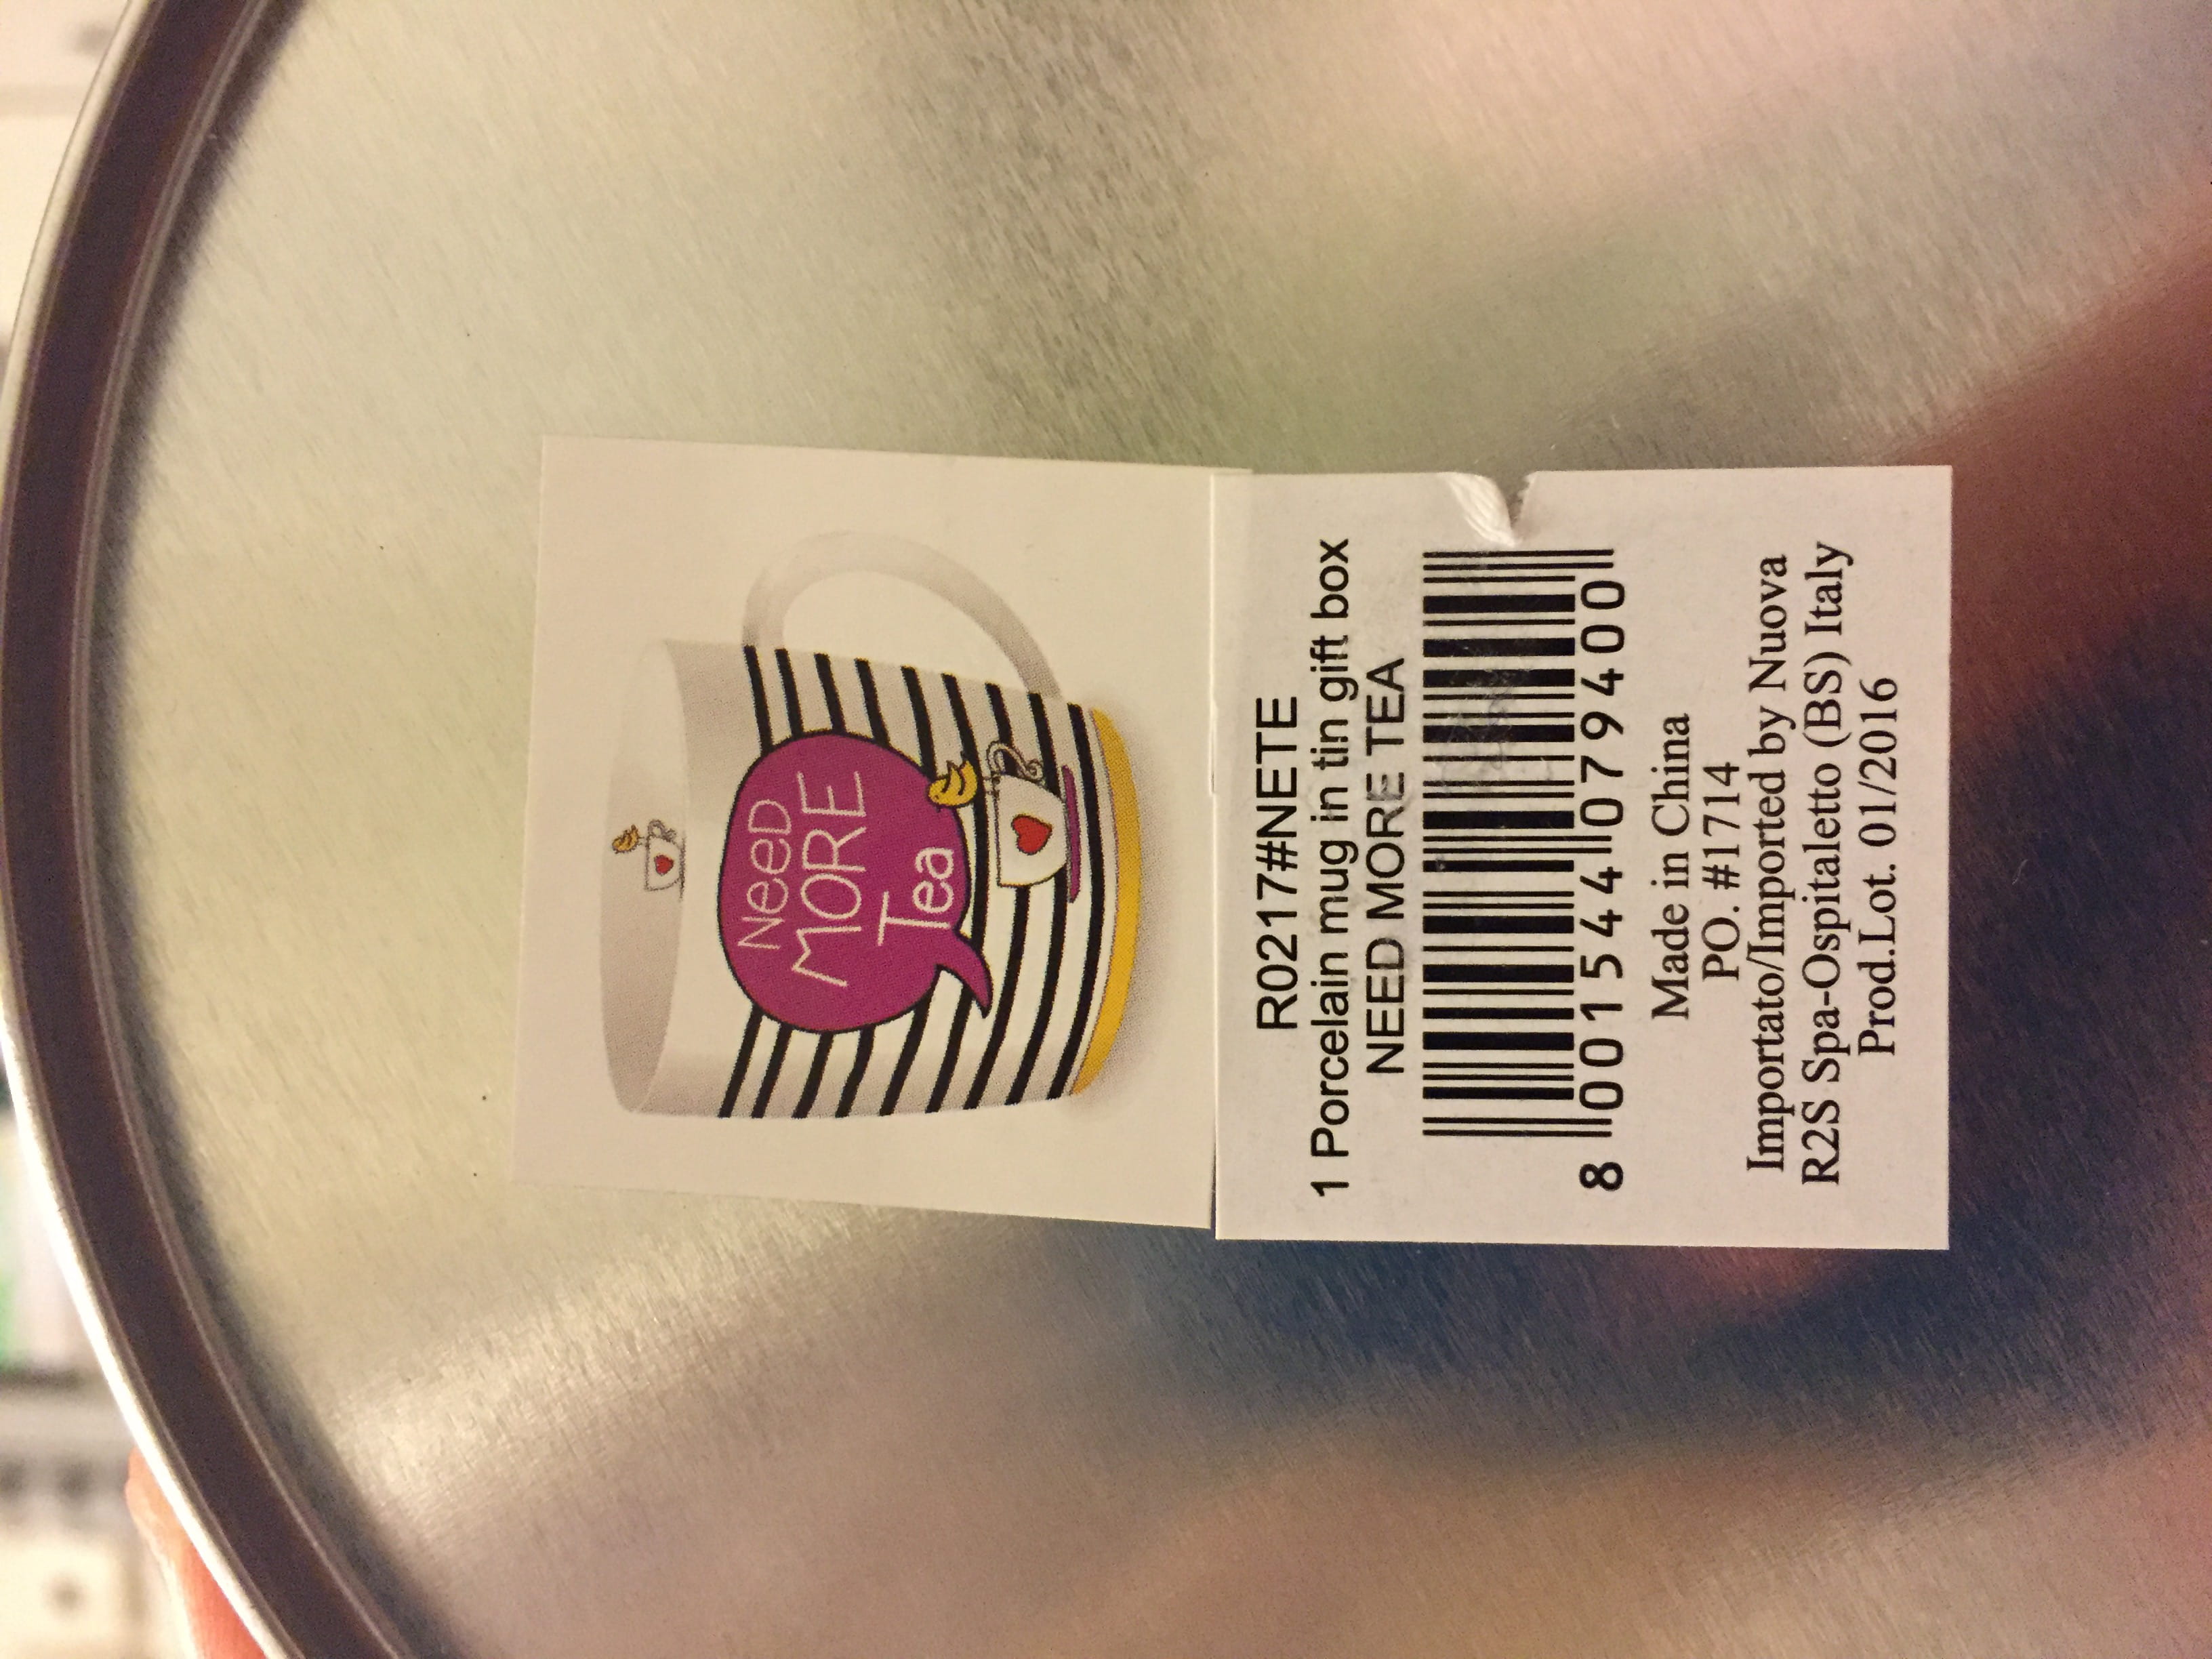 Need
MORE
Tea
R0217#NETE
1 Porcelain mug in tin gift box
NEED MORE TEA
8 001544 079400
Made in China
PO. #1714
Importato/Imported by Nuova
R2S Spa-Ospitaletto (BS) Italy
Prod.Lot. 01/2016